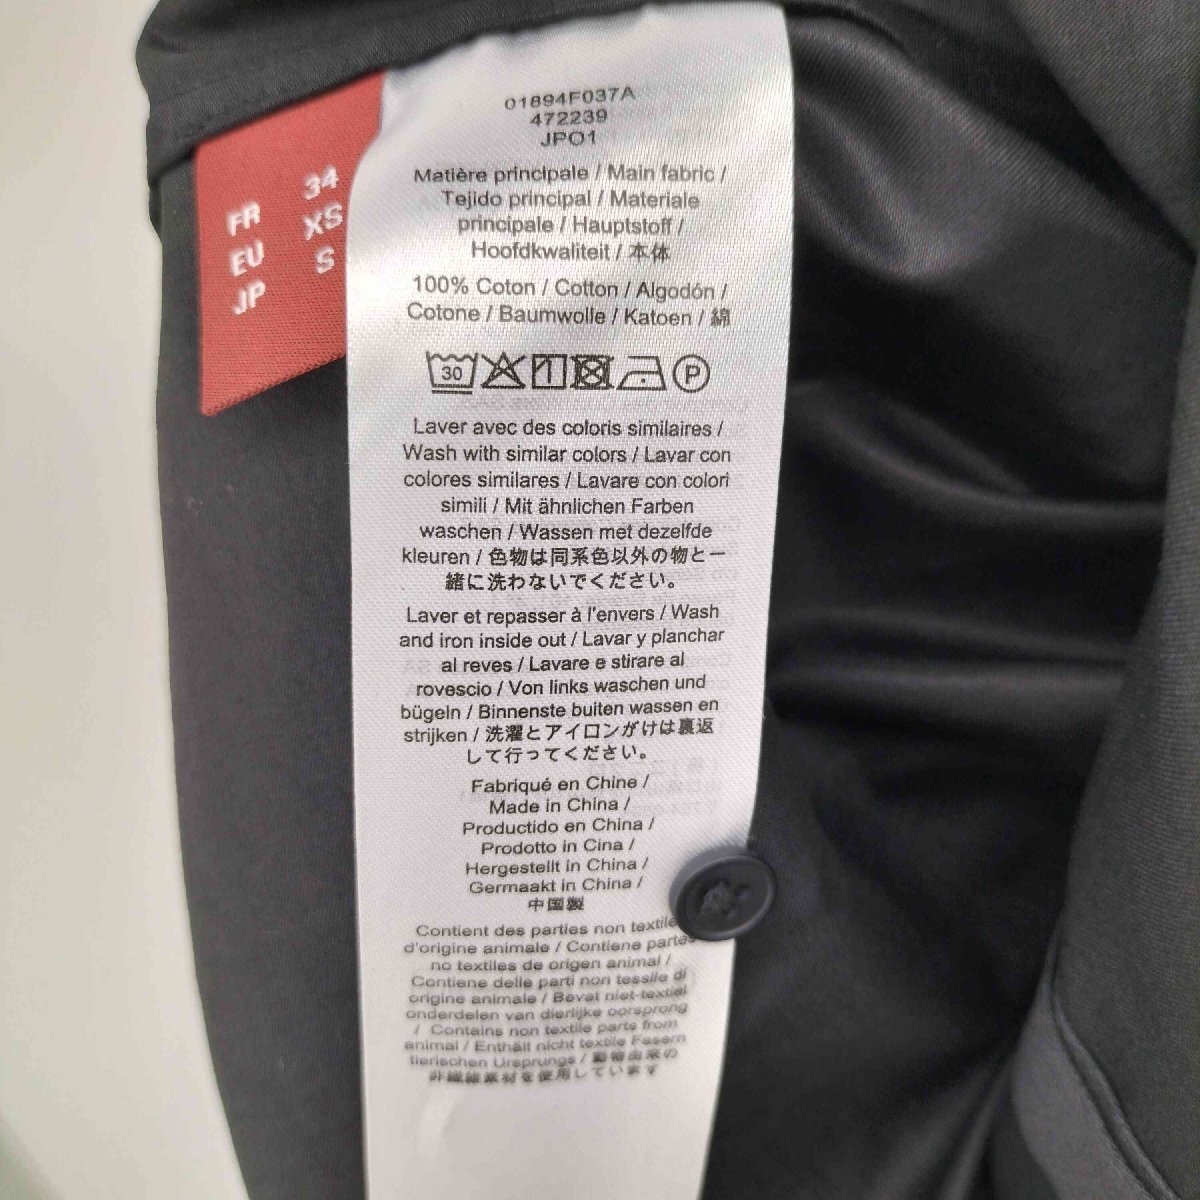 FR 34
EU XS
JP S
01894F037A
472239
JPO1
Matière principale / Main fabric /
Tejido principal / Materiale
principale / Hauptstoff /
Hoofdkwaliteit / 本体
100% Coton / Cotton / Algodón /
Cotone / Baumwolle / Katoen / 綿
30 P
Laver avec des coloris similaires /
Wash with similar colors / Lavar con
colores similares / Lavare con colori
simili / Mit ähnlichen Farben
waschen / Wassen met dezelfde
kleuren / 色物は同系色以外の物と一
緒に洗わないでください。
Laver et repasser à l'envers / Wash
and iron inside out / Lavar y planchar
al reves / Lavare e stirare al
rovescio / Von links waschen und
bügeln / Binnenste buiten wassen en
strijken / 洗濯とアイロンがけは裏返
して行ってください。
Fabriqué en Chine /
Made in China /
Productido en China /
Prodotto in Cina /
Hergestellt in China /
Germaakt in China /
中国製
Contient des parties non textile
d'origine animale / Contiene partes
no textiles de origen animal /
Contiene delle parti non tessile di
origine animale / Bevat niet-textiel
onderdelen van dierlijke oorsprong
/ Contains non textile parts from
animal / Enthält nicht textile Fasern
tierischen Ursprungs / 動物由来の
非繊維素材を使用しています